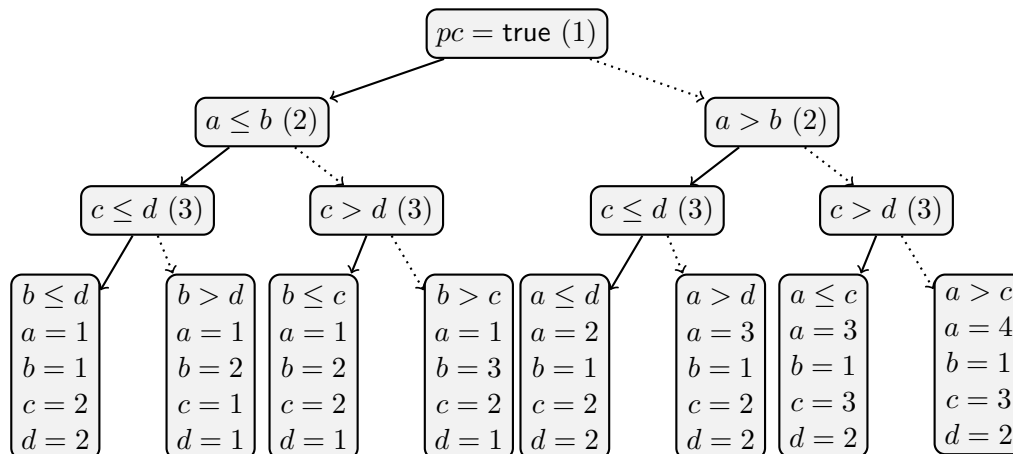 pc = true (1)
a ≤ b (2)
a > b (2)
c ≤ d (3)
c > d (3)
c ≤ d (3)
c > d (3)
b ≤ d
a = 1
b = 1
c = 2
d = 2
b > d
a = 1
b = 2
c = 1
d = 1
b ≤ c
a = 1
b = 2
c = 2
d = 1
b > c
a = 1
b = 3
c = 2
d = 1
a ≤ d
a = 2
b = 1
c = 2
d = 2
a > d
a = 3
b = 1
c = 2
d = 2
a ≤ c
a = 3
b = 1
c = 3
d = 2
a > c
a = 4
b = 1
c = 3
d = 2